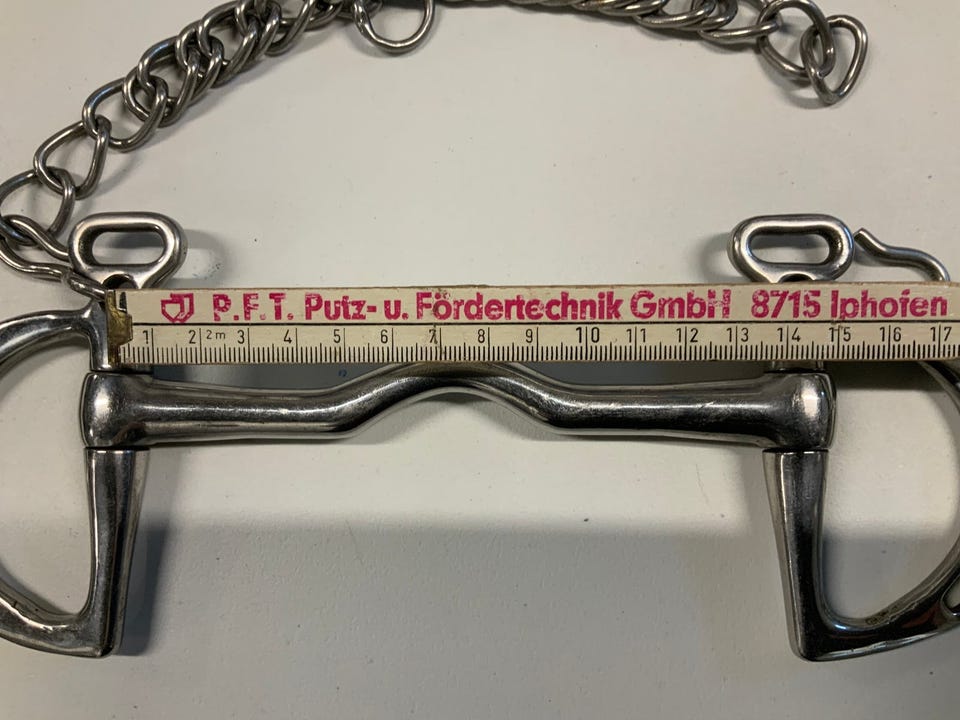 P.F.T. Putz- u. Fördertechnik GmbH 8715 Iphofen
1 2 2m 3 4 5 6 7 8 9 10 11 12 13 14 15 16 17